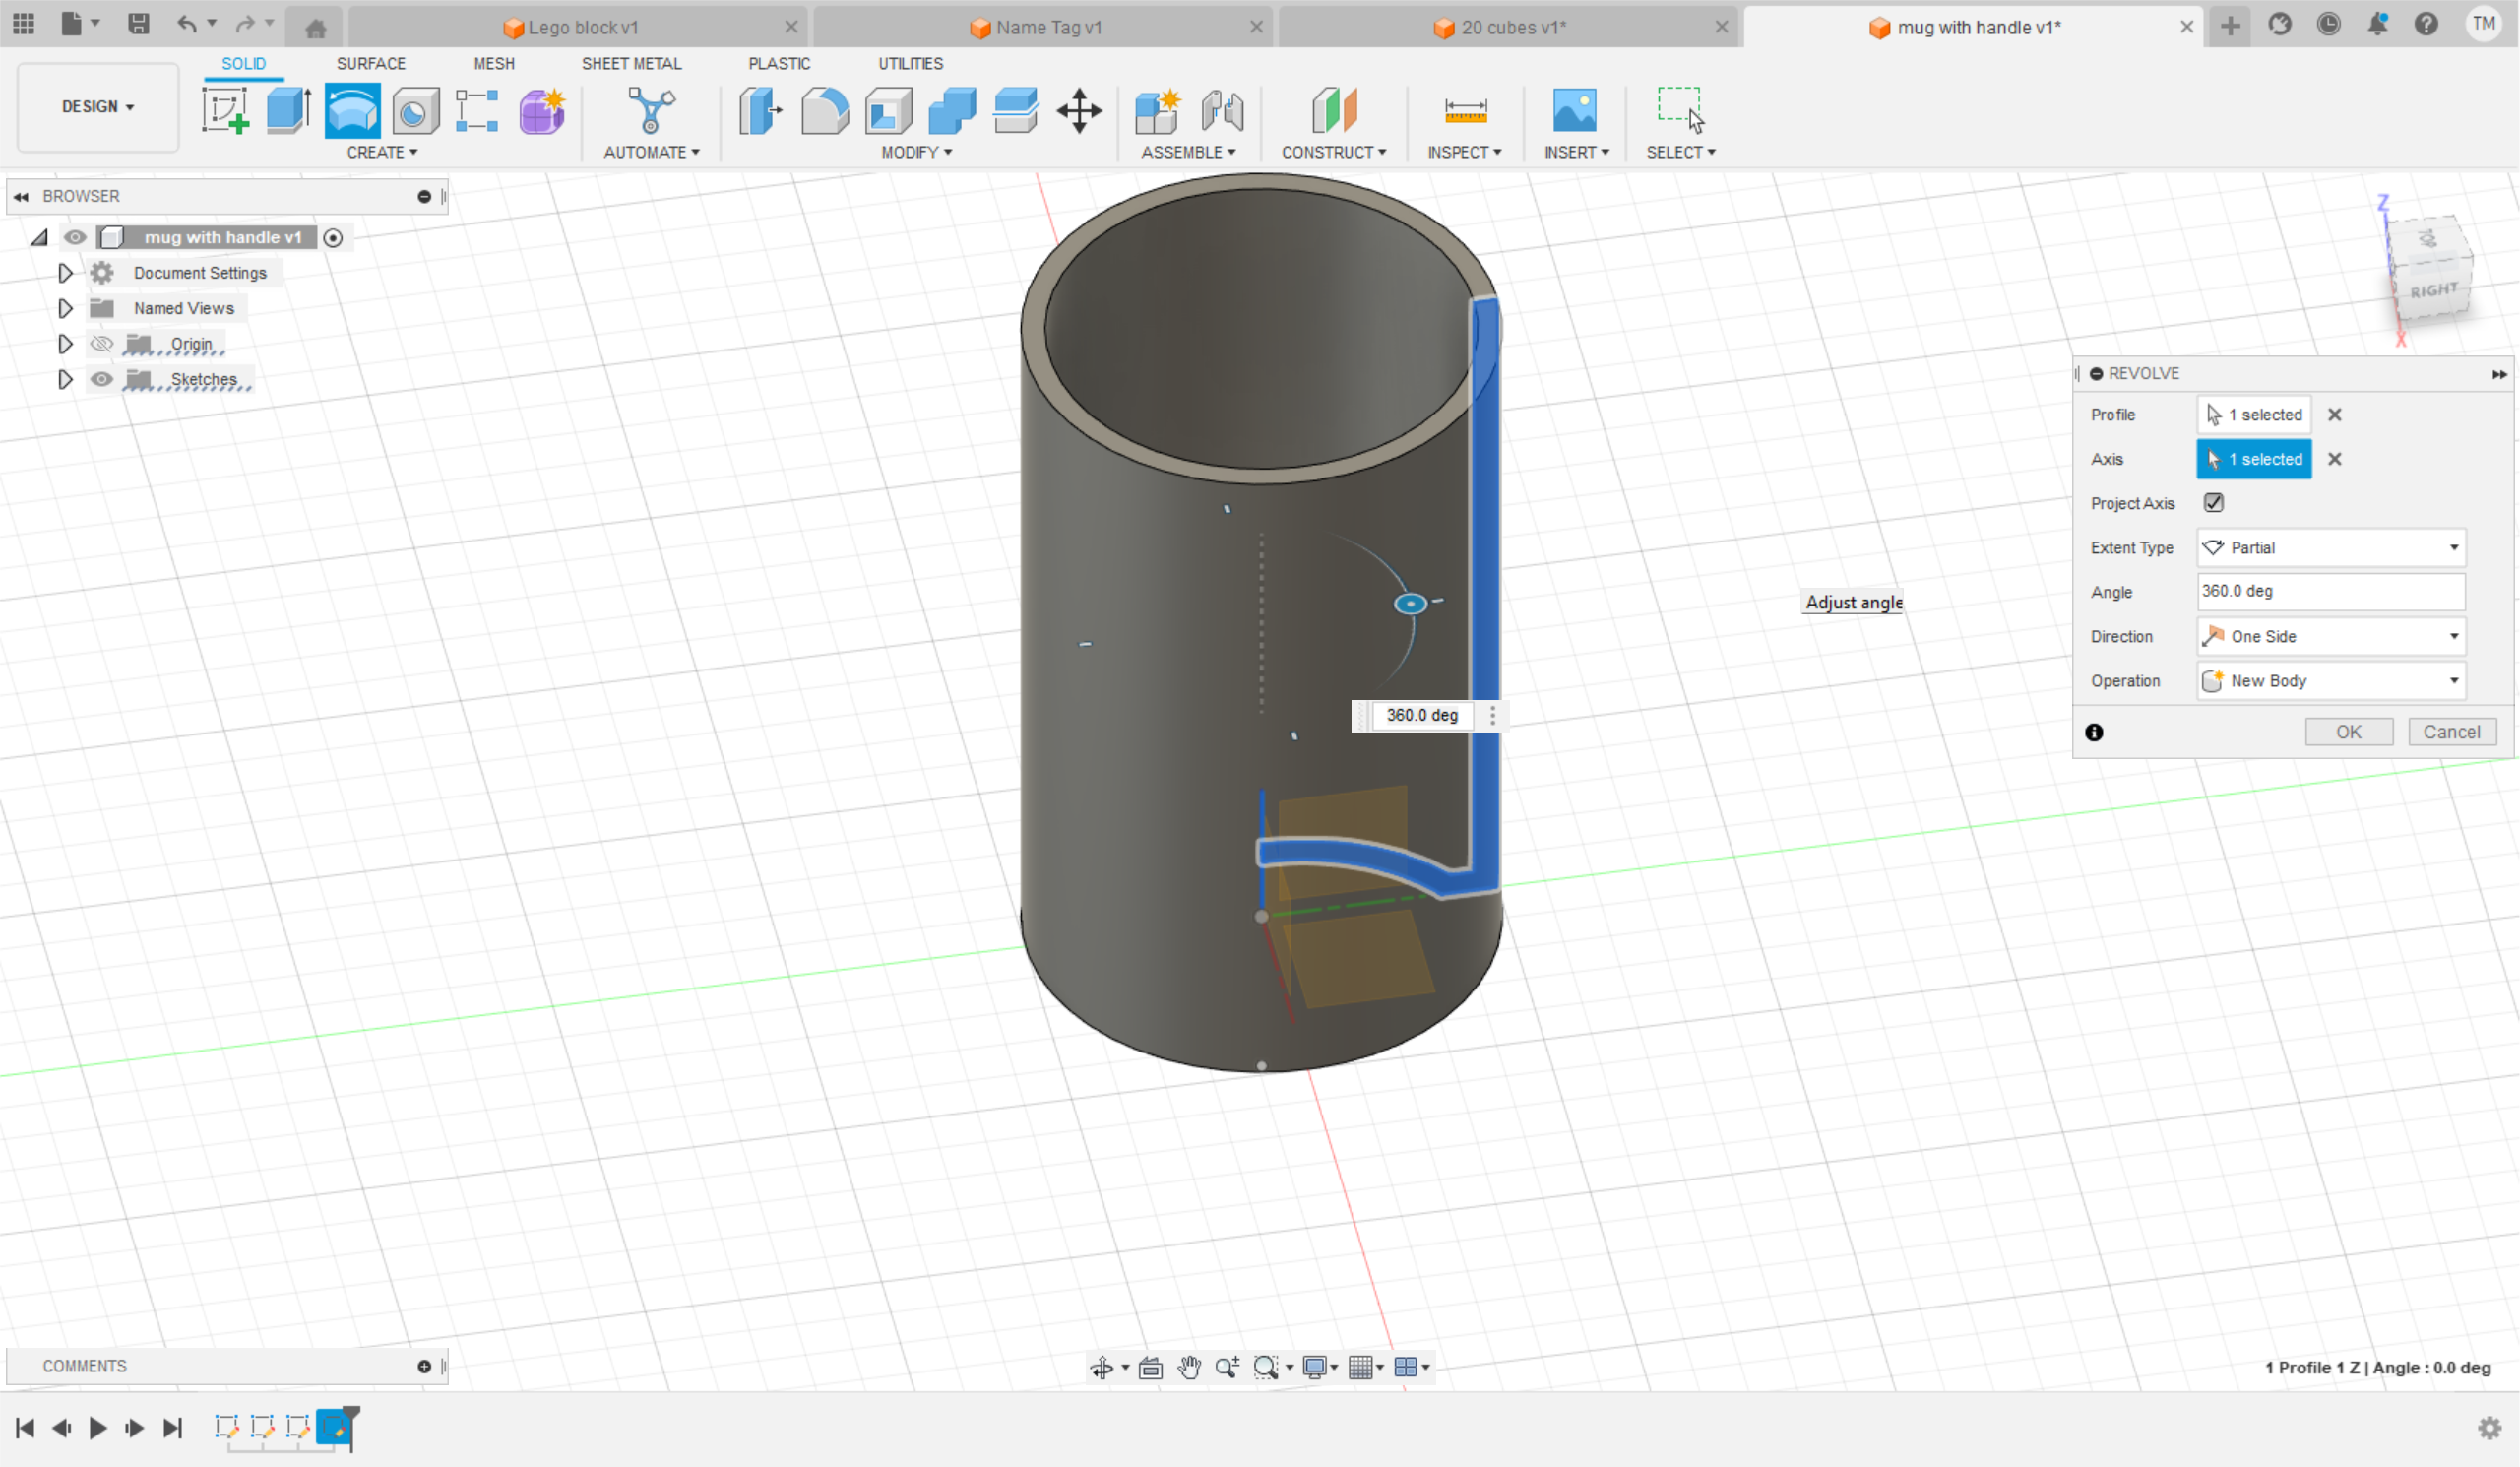 Lego block v1
Name Tag v1
20 cubes v1*
mug with handle v1*
TM
SOLID
SURFACE
MESH
SHEET METAL
PLASTIC
UTILITIES
DESIGN
CREATE
AUTOMATE
MODIFY
ASSEMBLE
CONSTRUCT
INSPECT
INSERT
SELECT
BROWSER
mug with handle v1
Document Settings
Named Views
Origin
Sketches
Z
TOP
RIGHT
X
REVOLVE
Profile 1 selected
Axis 1 selected
Project Axis
Extent Type Partial
Angle 360.0 deg
Direction One Side
Operation New Body
OK Cancel
Adjust angle
360.0 deg
COMMENTS
1 Profile 1 Z | Angle : 0.0 deg